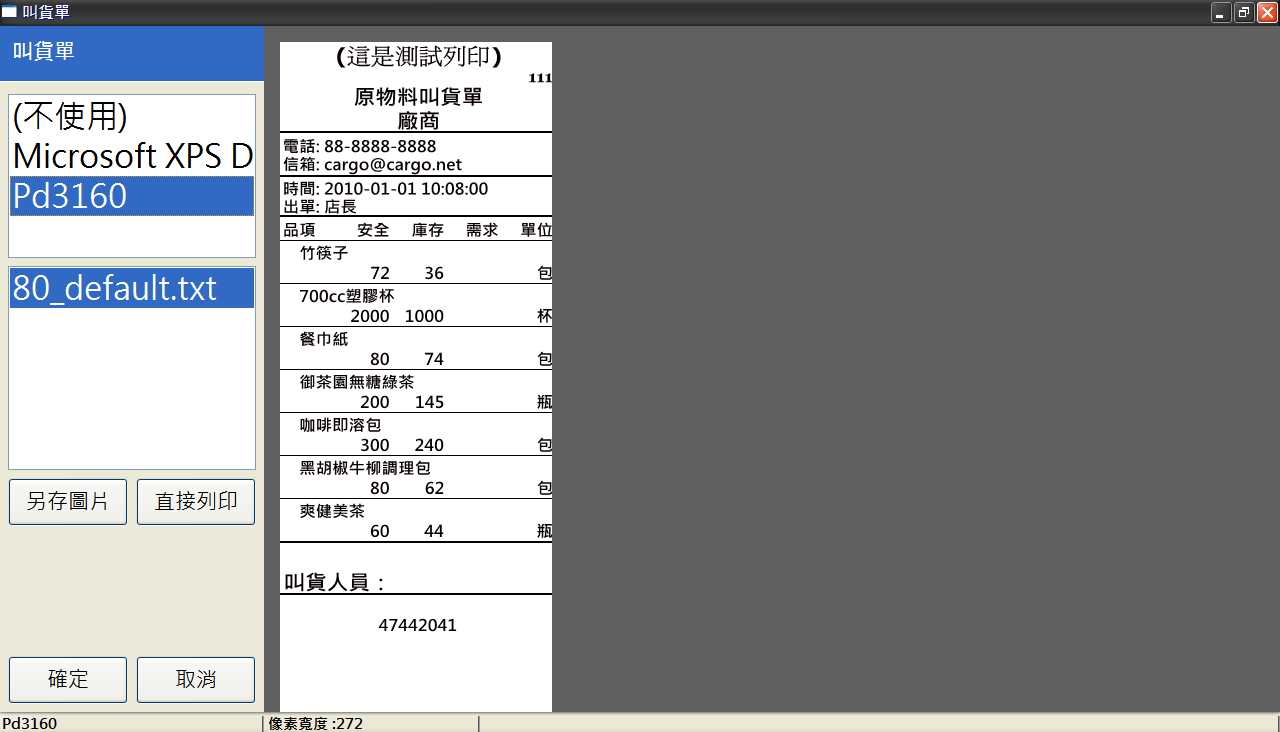 叫貨單
叫貨單
(不使用)
Microsoft XPS D
Pd3160
80_default.txt
另存圖片 直接列印
確定 取消
(這是測試列印)
111
原物料叫貨單
廠商
電話: 88-8888-8888
信箱: cargo@cargo.net
時間: 2010-01-01 10:08:00
出單: 店長
品項 安全 庫存 需求 單位
竹筷子
72 36 包
700cc塑膠杯
2000 1000 杯
餐巾紙
80 74 包
御茶園無糖綠茶
200 145 瓶
咖啡即溶包
300 240 包
黑胡椒牛柳調理包
80 62 包
爽健美茶
60 44 瓶
叫貨人員：
47442041
Pd3160 像素寬度 :272